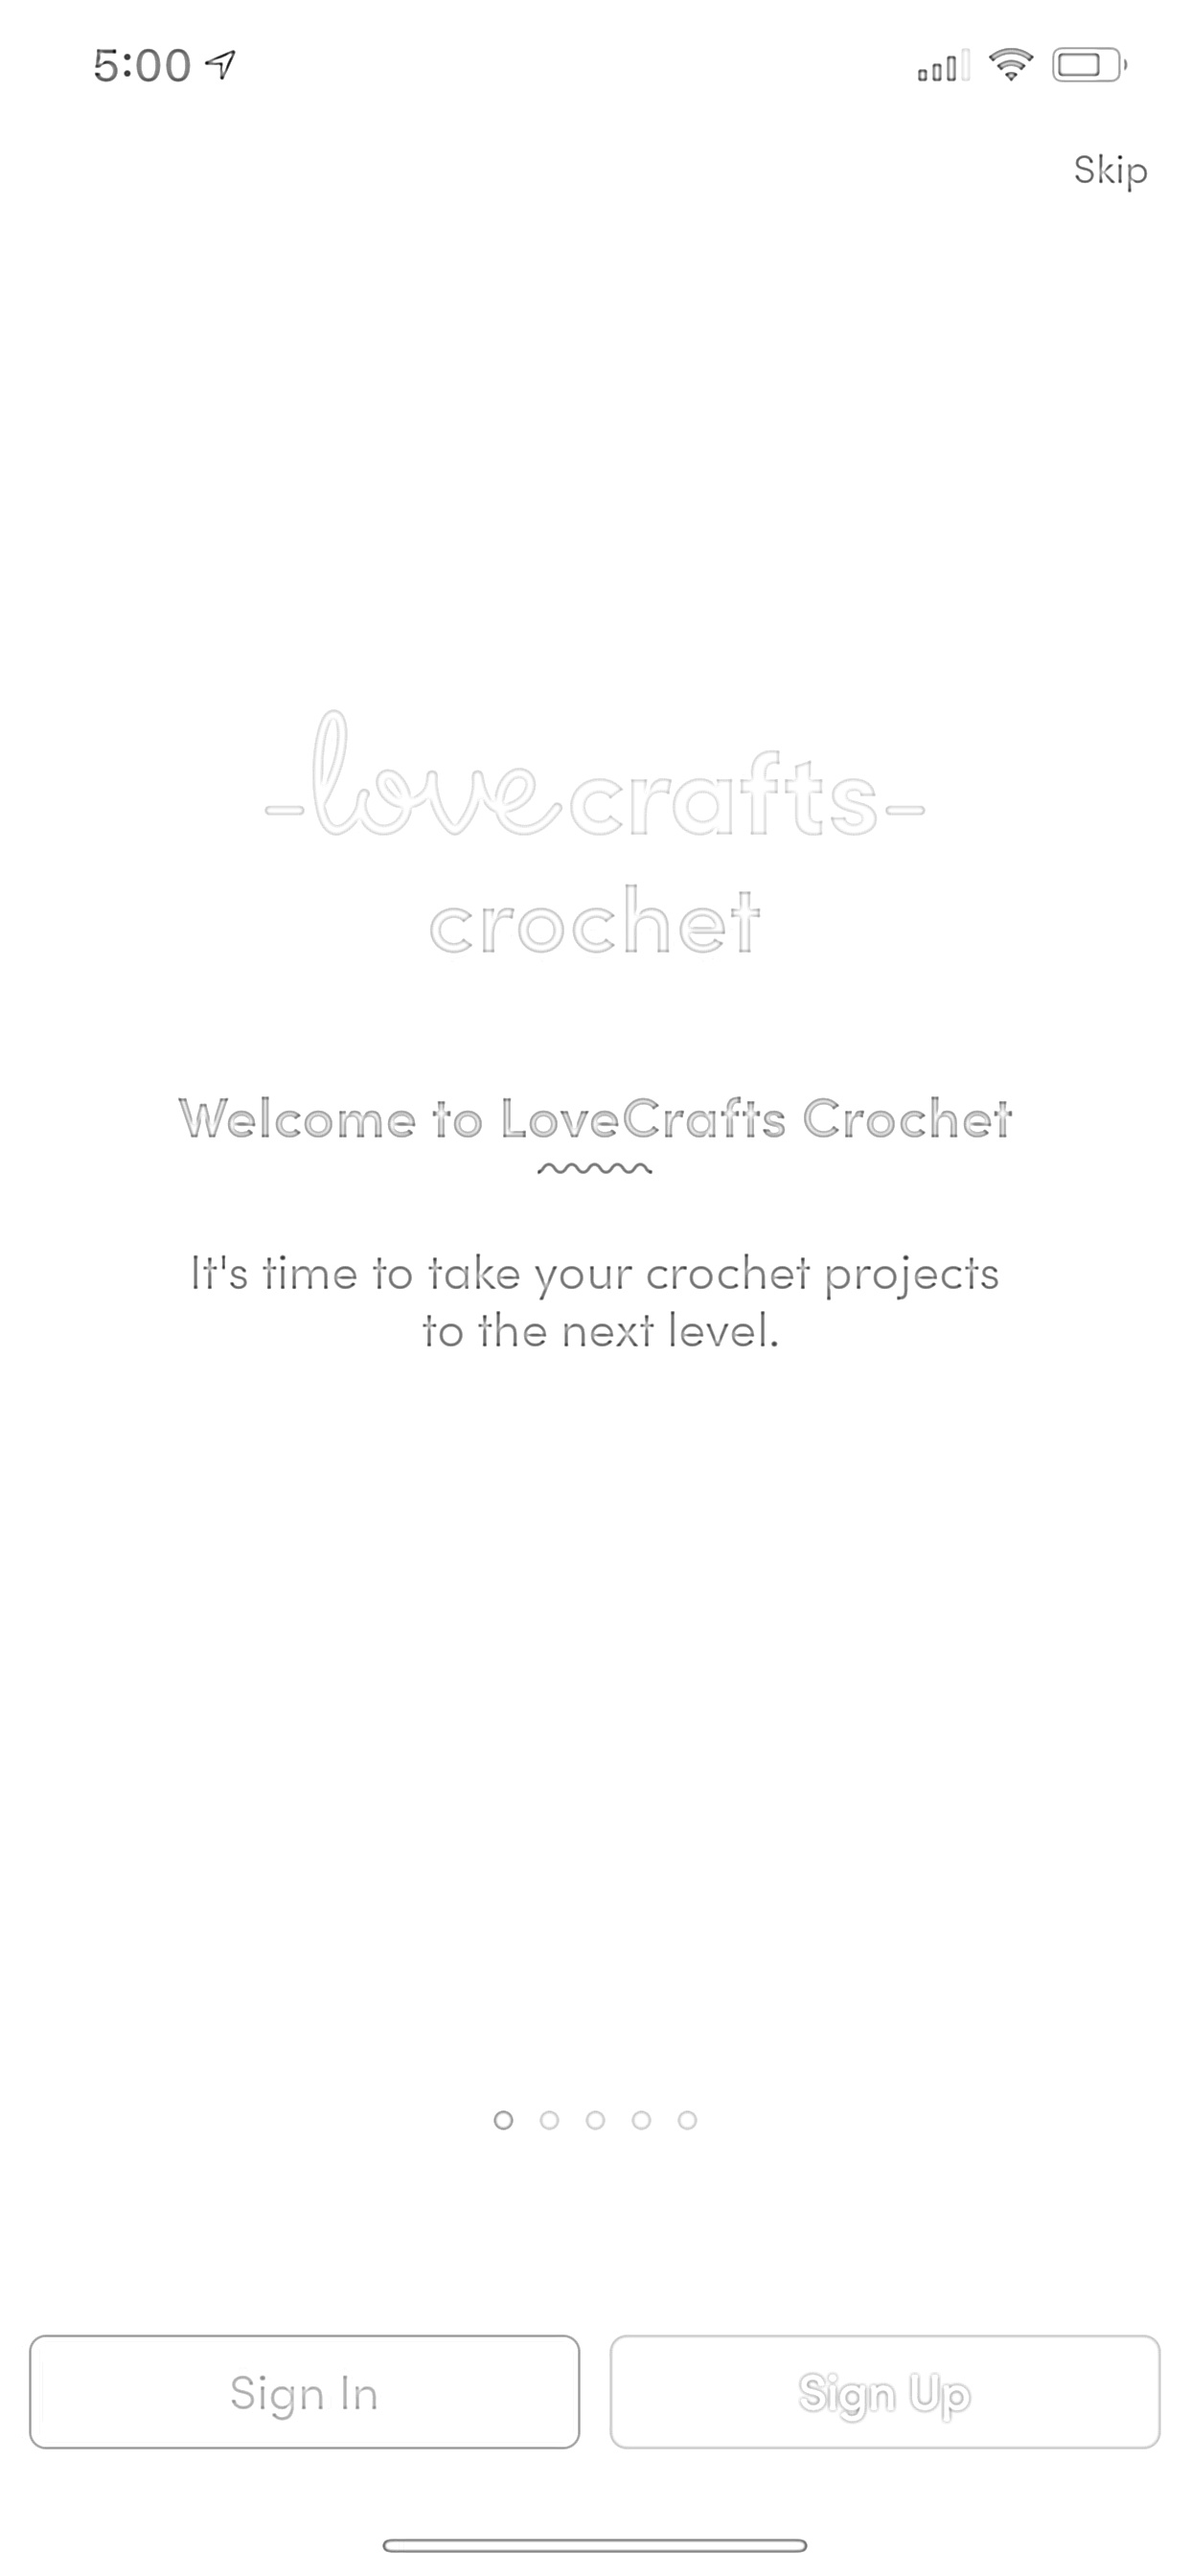 5:00
Skip
-lovecrafts-
crochet
Welcome to LoveCrafts Crochet
It's time to take your crochet projects
to the next level.
Sign In
Sign Up